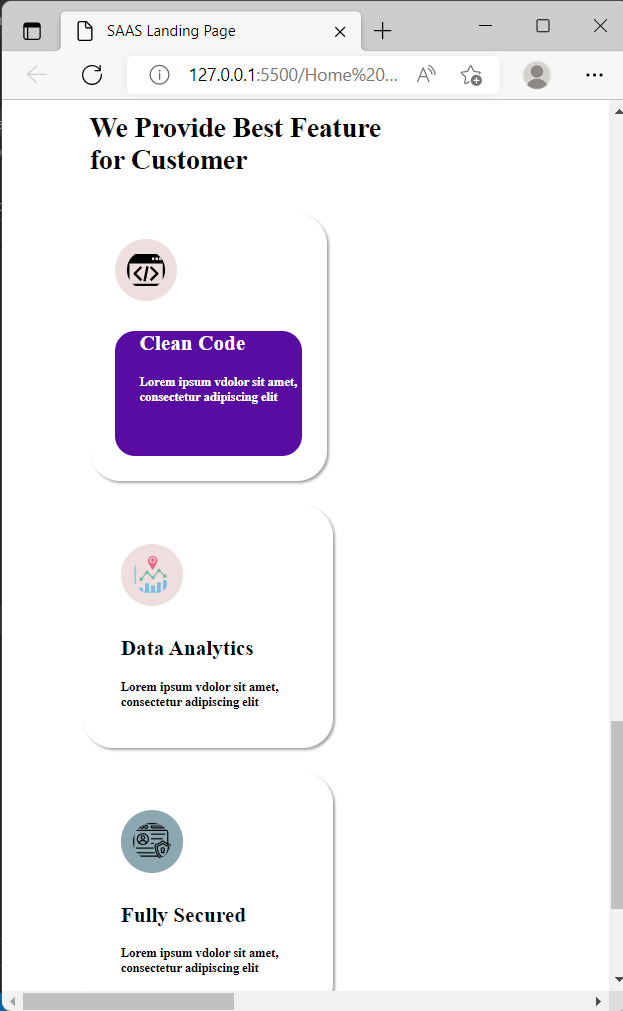 SAAS Landing Page
127.0.0.1:5500/Home%20...
We Provide Best Feature
for Customer
Clean Code
Lorem ipsum vdolor sit amet,
consectetur adipiscing elit
Data Analytics
Lorem ipsum vdolor sit amet,
consectetur adipiscing elit
Fully Secured
Lorem ipsum vdolor sit amet,
consectetur adipiscing elit